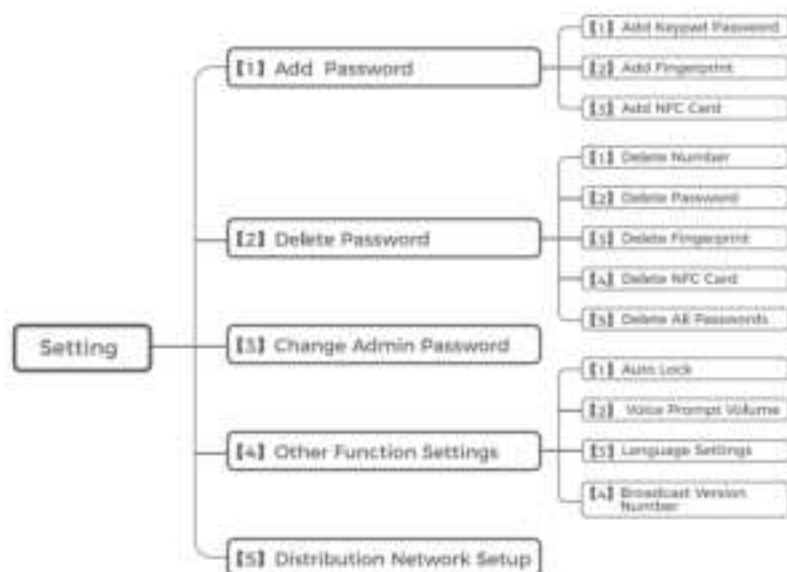 Setting
【1】 Add Password
【1】 Add Keypad Password
【2】 Add Fingerprint
【3】 Add NFC Card
【2】 Delete Password
【1】 Delete Number
【2】 Delete Password
【3】 Delete Fingerprint
【4】 Delete NFC Card
【5】 Delete All Passwords
【3】 Change Admin Password
【4】 Other Function Settings
【1】 Auto Lock
【2】 Voice Prompt Volume
【3】 Language Settings
【4】 Broadcast Version
Number
【5】 Distribution Network Setup